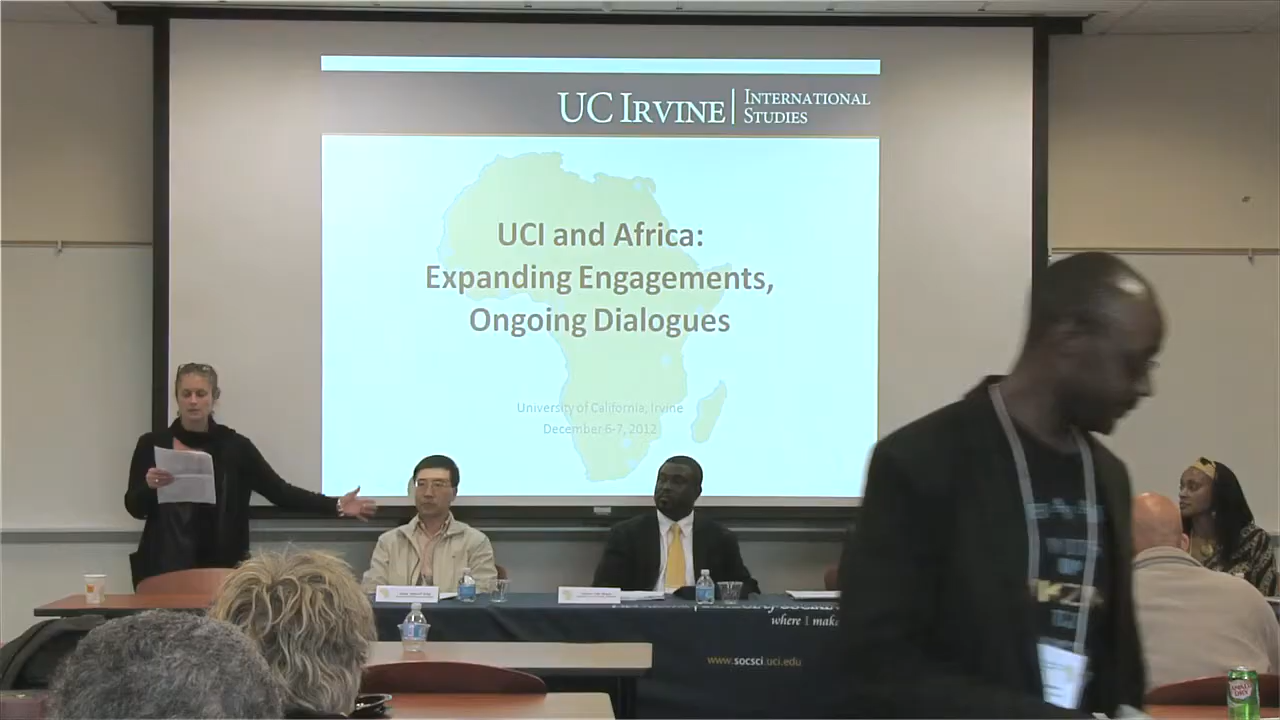 UC IRVINE | INTERNATIONAL STUDIES
UCI and Africa:
Expanding Engagements,
Ongoing Dialogues
University of California, Irvine
December 6-7, 2012
where I make
www.socsci.uci.edu